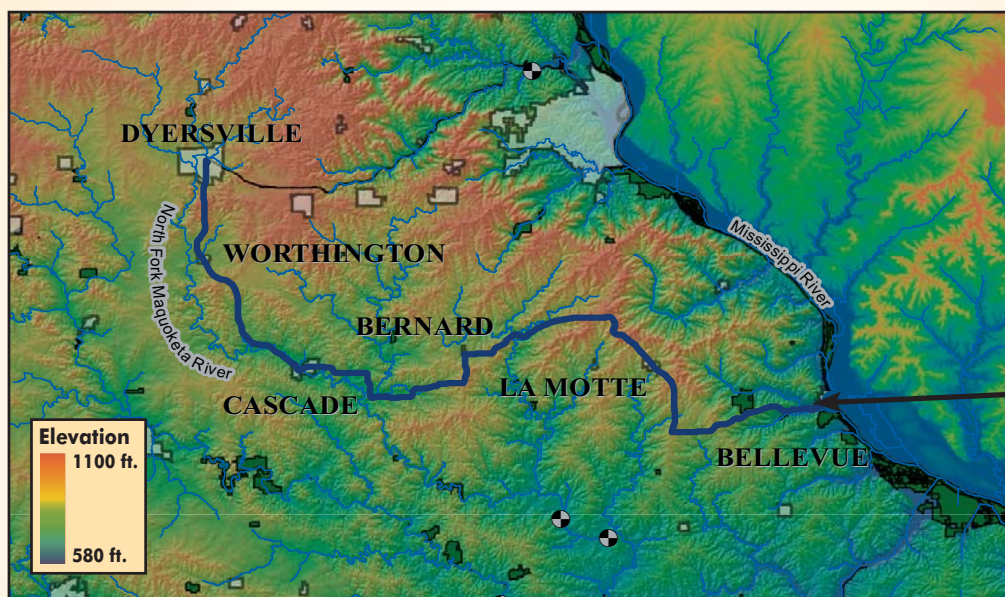 DYERSVILLE
WORTHINGTON
North Fork Maquoketa River
Mississippi River
BERNARD
LA MOTTE
CASCADE
BELLEVUE
Elevation
1100 ft.
580 ft.